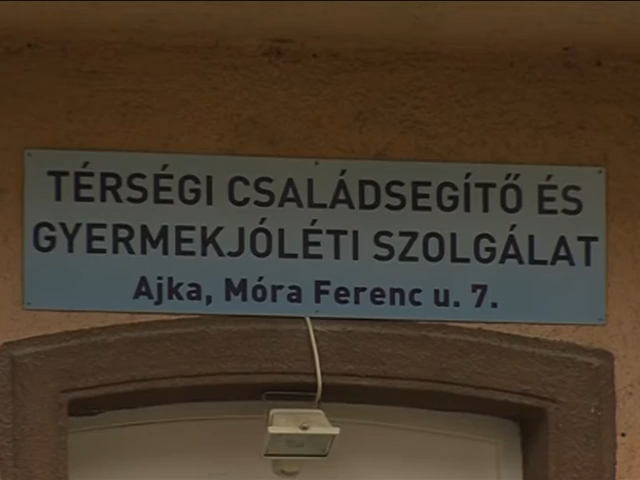 TÉRSÉGI CSALÁDSEGÍTŐ ÉS
GYERMEKJÓLÉTI SZOLGÁLAT
Ajka, Móra Ferenc u. 7.